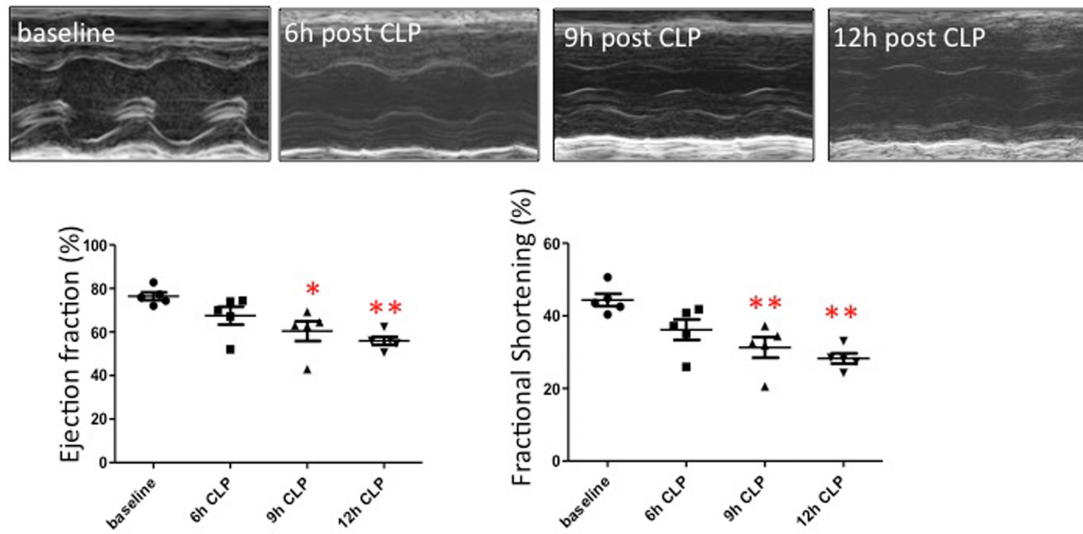 baseline
6h post CLP
9h post CLP
12h post CLP
Ejection fraction (%)
100
80
60
40
20
0
*
**
baseline
6h CLP
9h CLP
12h CLP
Fractional Shortening (%)
60
40
20
0
**
**
baseline
6h CLP
9h CLP
12h CLP